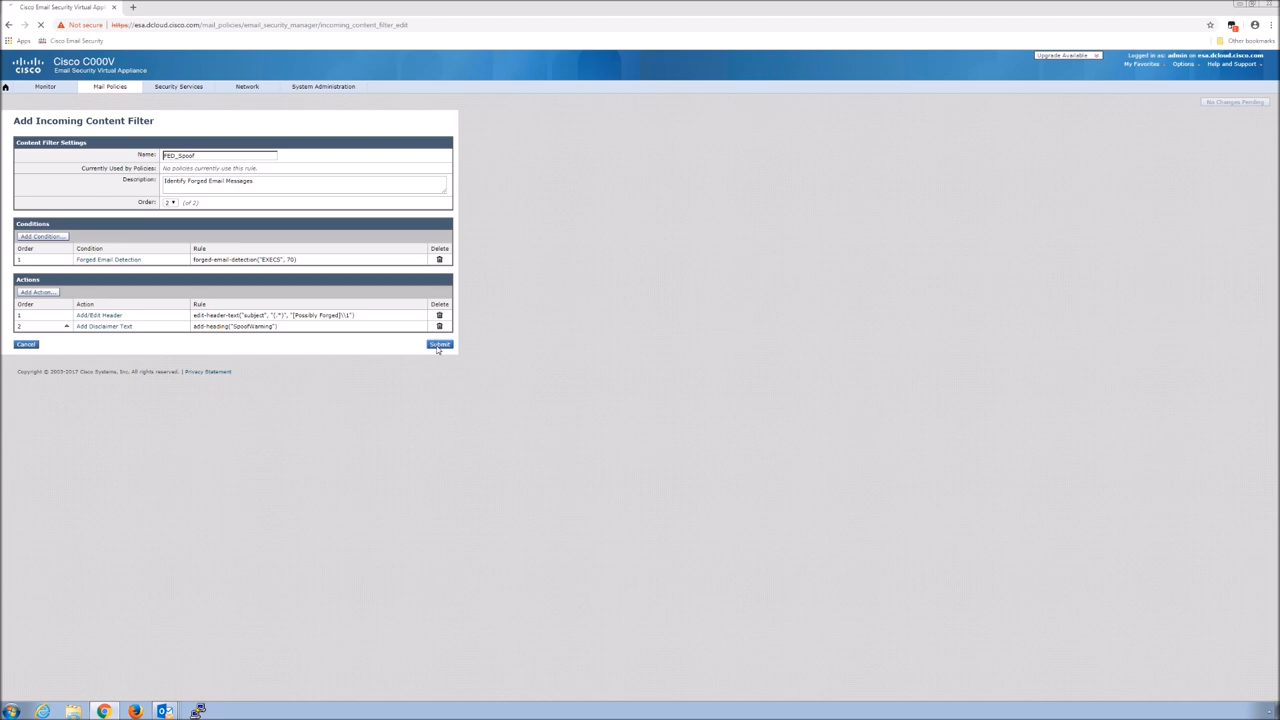 Cisco Email Security Virtual Appliance
Not secure https://esa.dcloud.cisco.com/mail_policies/email_security_manager/incoming_content_filter_edit
Apps Cisco Email Security Other bookmarks
CISCO
Cisco C000V
Email Security Virtual Appliance
Upgrade Available
Logged in as: admin on esa.dcloud.cisco.com
My Favorites Options Help and Support
Monitor Mail Policies Security Services Network System Administration
No Changes Pending
Add Incoming Content Filter
Content Filter Settings
Name: FED_Spoof
Currently Used by Policies: No policies currently use this rule.
Description: Identify Forged Email Messages
Order: 2 (of 2)
Conditions
Add Condition...
Order Condition Rule Delete
1 Forged Email Detection forged-email-detection("EXECS", 70)
Actions
Add Action...
Order Action Rule Delete
1 Add/Edit Header edit-header-text("subject", "(.*)", "[Possibly Forged]\\1")
2 Add Disclaimer Text add-heading("SpoofWarning")
Cancel Submit
Copyright © 2003-2017 Cisco Systems, Inc. All rights reserved. | Privacy Statement